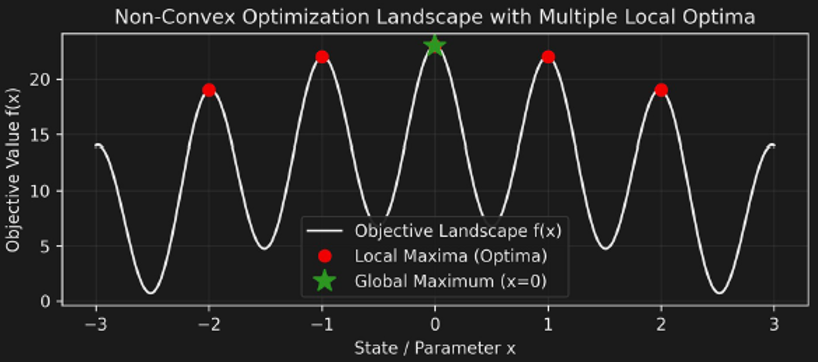 Non-Convex Optimization Landscape with Multiple Local Optima
Objective Value f(x)
20
15
10
5
0
Objective Landscape f(x)
Local Maxima (Optima)
Global Maximum (x=0)
−3 −2 −1 0 1 2 3
State / Parameter x